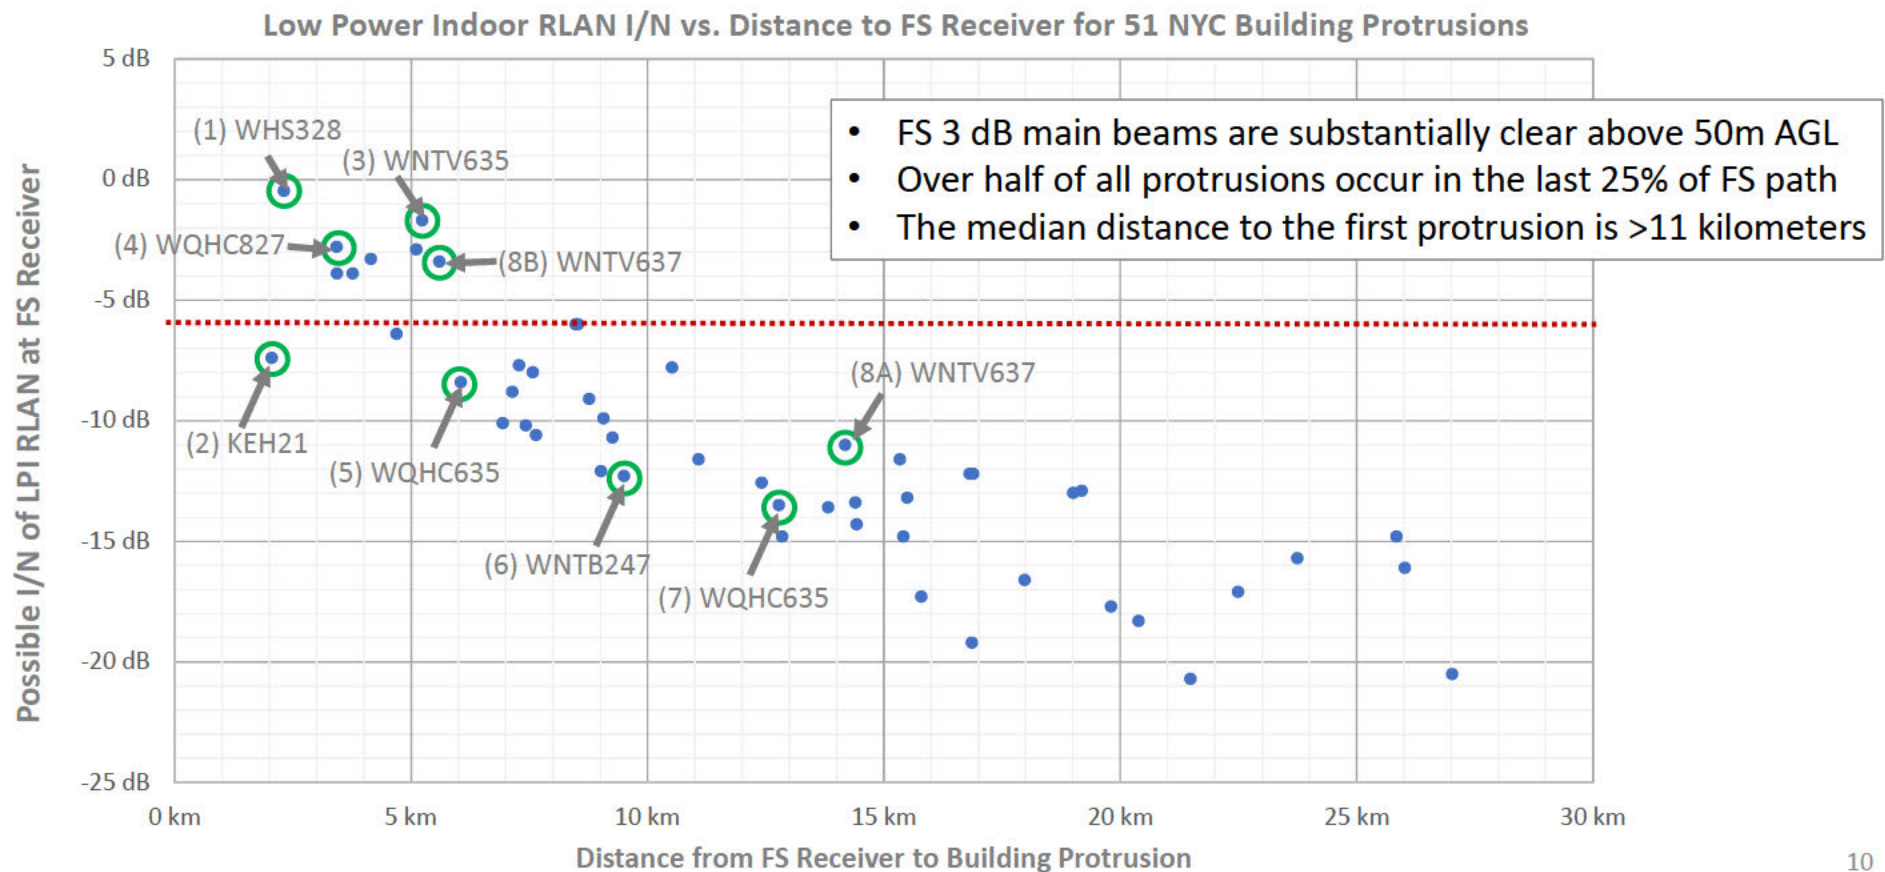 Low Power Indoor RLAN I/N vs. Distance to FS Receiver for 51 NYC Building Protrusions
Possible I/N of LPI RLAN at FS Receiver
5 dB
0 dB
-5 dB
-10 dB
-15 dB
-20 dB
-25 dB
• FS 3 dB main beams are substantially clear above 50m AGL
• Over half of all protrusions occur in the last 25% of FS path
• The median distance to the first protrusion is >11 kilometers
(1) WHS328
(3) WNTV635
(4) WQHC827
(8B) WNTV637
(8A) WNTV637
(2) KEH21
(5) WQHC635
(6) WNTB247
(7) WQHC635
0 km
5 km
10 km
15 km
20 km
25 km
30 km
Distance from FS Receiver to Building Protrusion
10